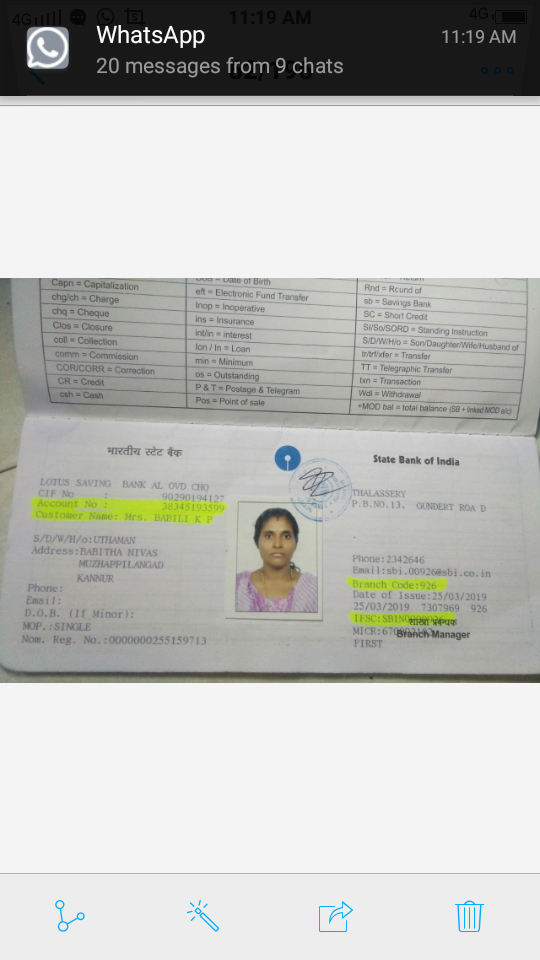 4G
11:19 AM
4G
WhatsApp
11:19 AM
20 messages from 9 chats
Capn = Capitalization
chg/ch = Charge
chq = Cheque
Clos = Closure
coll = Collection
comm = Commission
COR/CORR = Correction
CR = Credit
csh = Cash
= Date of Birth
eft = Electronic Fund Transfer
Inop = Inoperative
ins = Insurance
int/in = interest
lon / ln = Loan
min = Minimum
os = Outstanding
P & T = Postage & Telegram
Pos = Point of sale
Rnd = Round of
sb = Savings Bank
SC = Short Credit
SI/So/SORD = Standing Instruction
S/D/W/H/o = Son/Daughter/Wife/Husband of
tr/trf/xfer = Transfer
TT = Telegraphic Transfer
txn = Transaction
Wdl = Withdrawal
+MOD bal = total balance (SB + linked MOD a/c)
भारतीय स्टेट बैंक
State Bank of India
LOTUS SAVING BANK AL OVD CHQ
CIF No : 90290194127
Account No : 38345193599
Customer Name: Mrs. BABILI K P
S/D/W/H/o:UTHAMAN
Address:BABITHA NIVAS
MUZHAPPILANGAD
KANNUR
Phone:
Email:
D.O.B. (If Minor):
MOP.:SINGLE
Nom. Reg. No.:0000000255159713
THALASSERY
P.B.NO.13. GUNDERT ROA D
Phone:2342646
Email:sbi.00926@sbi.co.in
Branch Code:926
Date of Issue:25/03/2019
25/03/2019 7307969 926
IFSC:
शाखा प्रबन्धक
MICR:
Branch Manager
FIRST